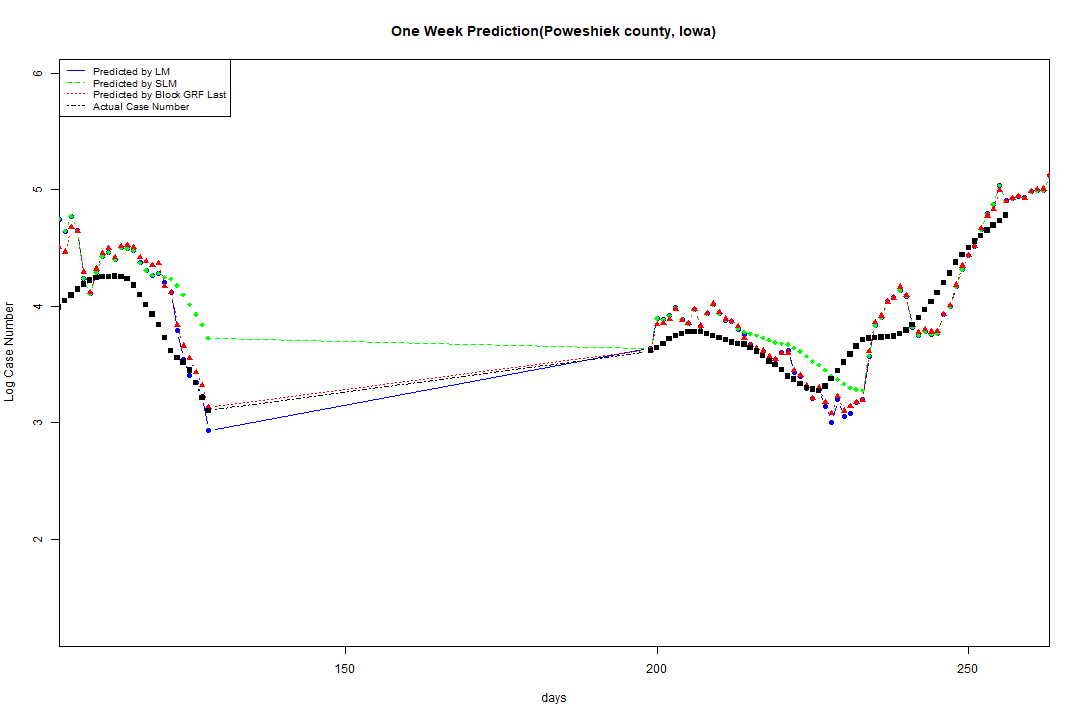 One Week Prediction(Poweshiek county, Iowa)
Predicted by LM
Predicted by SLM
Predicted by Block GRF Last
Actual Case Number
6
5
4
3
2
Log Case Number
150 200 250
days